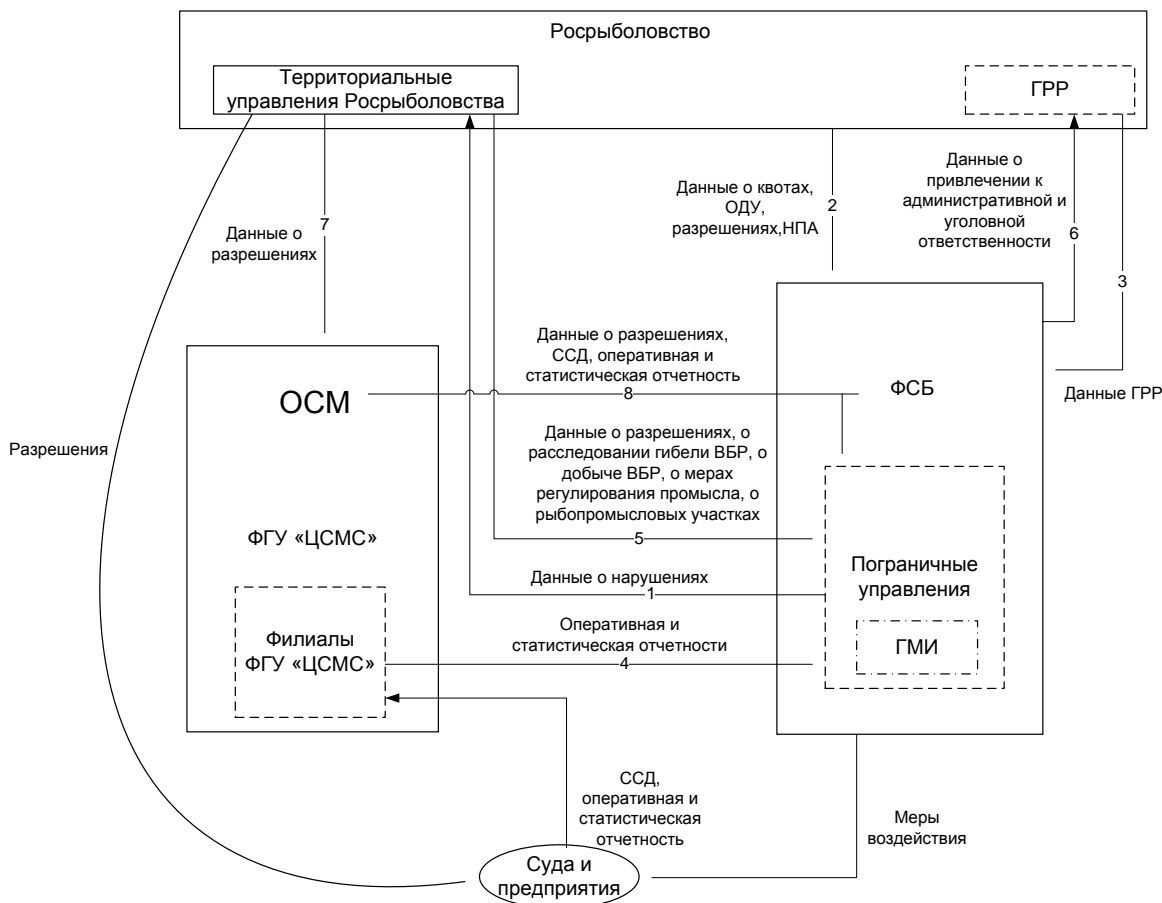 Росрыболовство
Территориальные
управления Росрыболовства
ГРР
Данные о
привлечении к
административной и
уголовной
ответственности
Данные о квотах,
ОДУ,
разрешениях,НПА
2
7
6
3
Данные о
разрешениях
Данные о разрешениях,
ССД, оперативная и
статистическая отчетность
8
ОСМ
ФСБ
Данные ГРР
Разрешения
Данные о разрешениях, о
расследовании гибели ВБР, о
добыче ВБР, о мерах
регулирования промысла, о
рыбопромысловых участках
5
ФГУ «ЦСМС»
Данные о нарушениях
1
Пограничные
управления
Филиалы
ФГУ «ЦСМС»
Оперативная и
статистическая отчетности
4
ГМИ
ССД,
оперативная и
статистическая
отчетность
Меры
воздействия
Суда и
предприятия